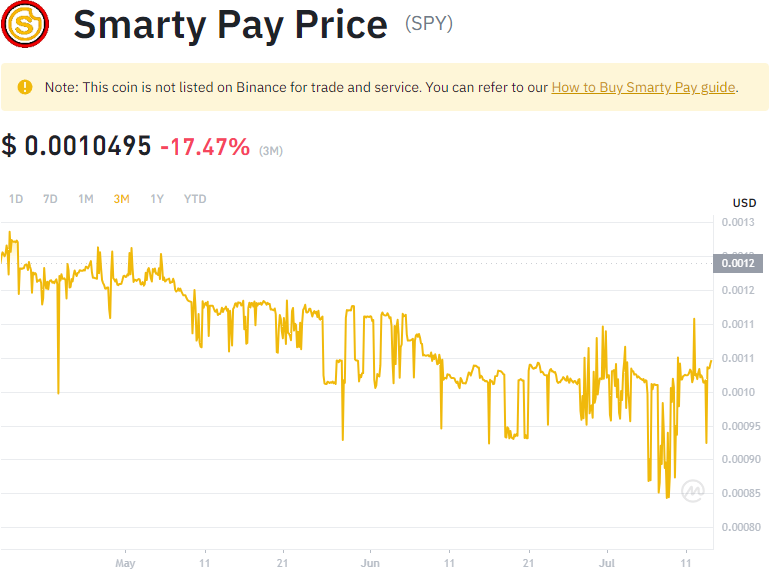 Smarty Pay Price (SPY)
Note: This coin is not listed on Binance for trade and service. You can refer to our How to Buy Smarty Pay guide.
$ 0.0010495 -17.47% (3M)
1D 7D 1M 3M 1Y YTD
USD
0.0013
0.0012
0.0012
0.0011
0.0011
0.0010
0.00095
0.00090
0.00085
0.00080
May 11 21 Jun 11 21 Jul 11